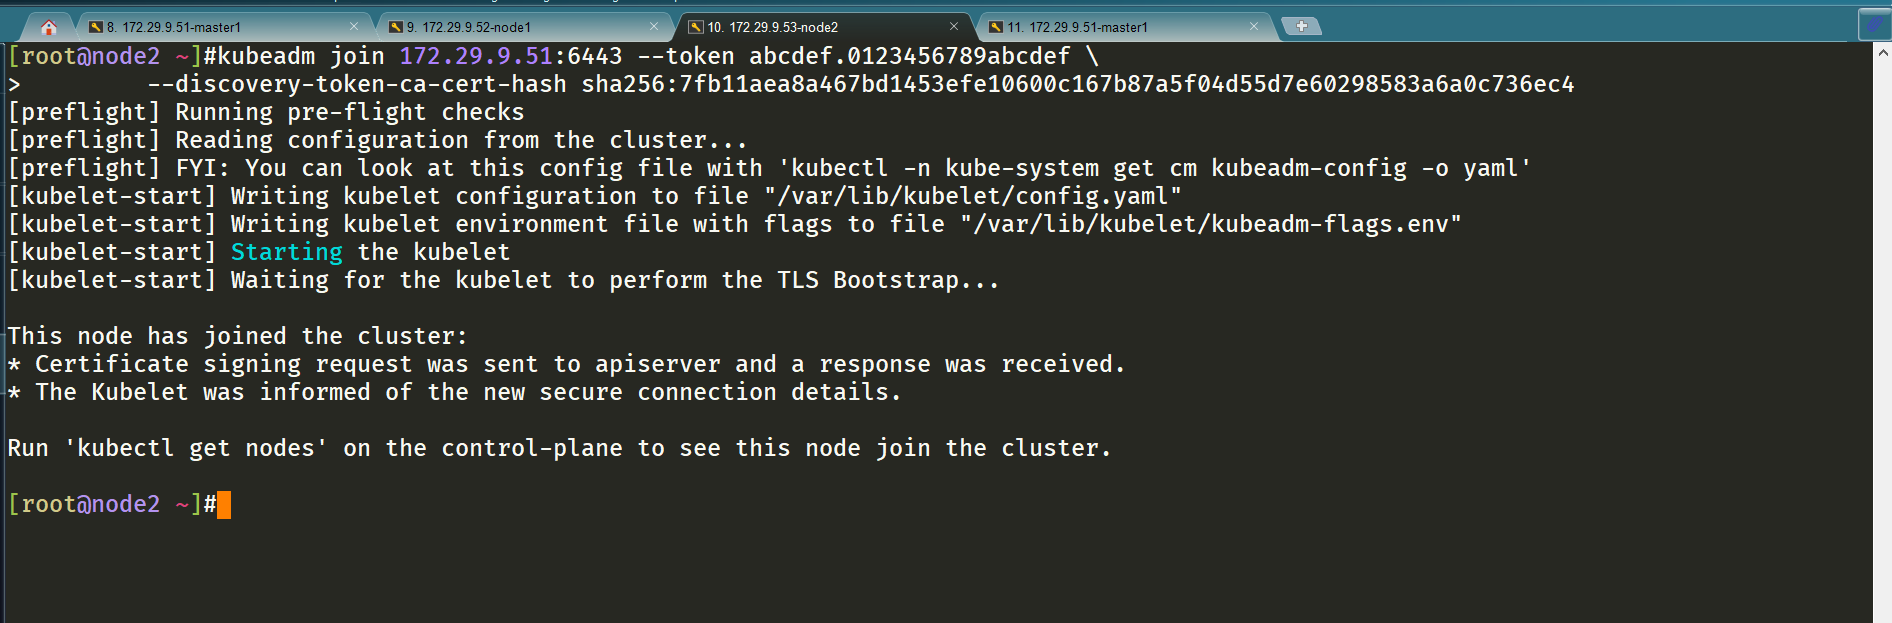 8. 172.29.9.51-master1
9. 172.29.9.52-node1
10. 172.29.9.53-node2
11. 172.29.9.51-master1
[root@node2 ~]#kubeadm join 172.29.9.51:6443 --token abcdef.0123456789abcdef \
>         --discovery-token-ca-cert-hash sha256:7fb11aea8a467bd1453efe10600c167b87a5f04d55d7e60298583a6a0c736ec4
[preflight] Running pre-flight checks
[preflight] Reading configuration from the cluster...
[preflight] FYI: You can look at this config file with 'kubectl -n kube-system get cm kubeadm-config -o yaml'
[kubelet-start] Writing kubelet configuration to file "/var/lib/kubelet/config.yaml"
[kubelet-start] Writing kubelet environment file with flags to file "/var/lib/kubelet/kubeadm-flags.env"
[kubelet-start] Starting the kubelet
[kubelet-start] Waiting for the kubelet to perform the TLS Bootstrap...
This node has joined the cluster:
* Certificate signing request was sent to apiserver and a response was received.
* The Kubelet was informed of the new secure connection details.
Run 'kubectl get nodes' on the control-plane to see this node join the cluster.
[root@node2 ~]#